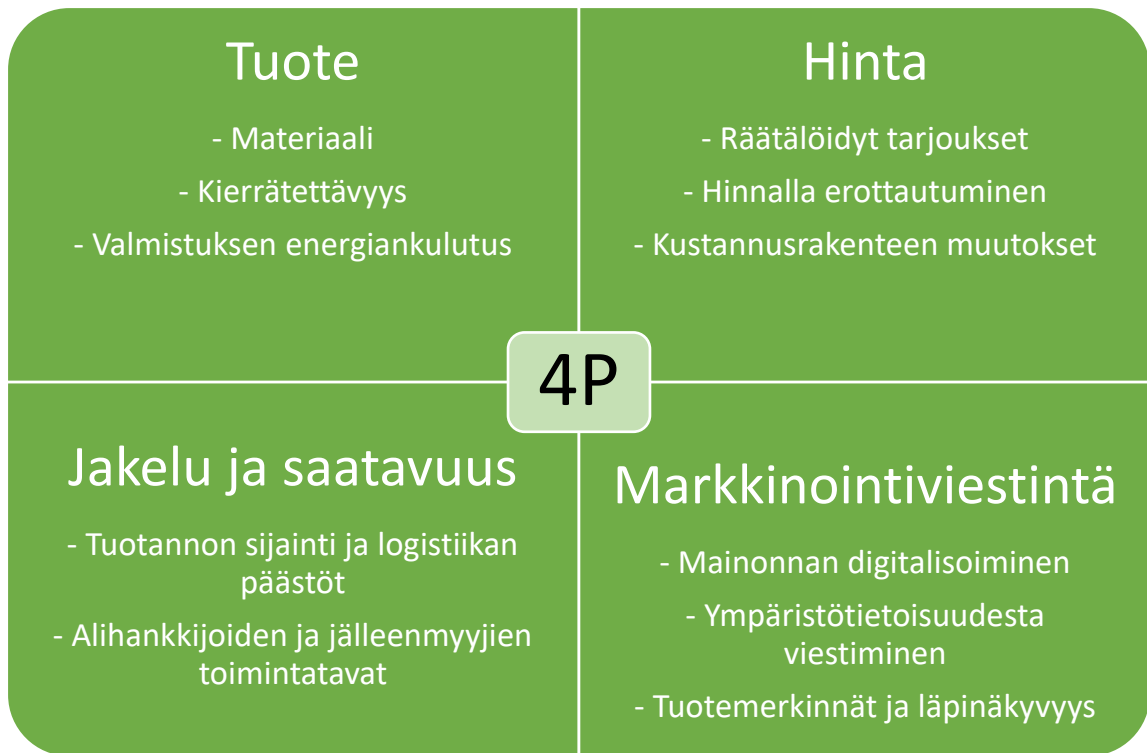 Tuote
- Materiaali
- Kierrätettävyys
- Valmistuksen energiankulutus
Hinta
- Räätälöidyt tarjoukset
- Hinnalla erottautuminen
- Kustannusrakenteen muutokset
4P
Jakelu ja saatavuus
- Tuotannon sijainti ja logistiikan
päästöt
- Alihankkijoiden ja jälleenmyyjien
toimintatavat
Markkinointiviestintä
- Mainonnan digitalisoiminen
- Ympäristötietoisuudesta
viestiminen
- Tuotemerkinnät ja läpinäkyvyys